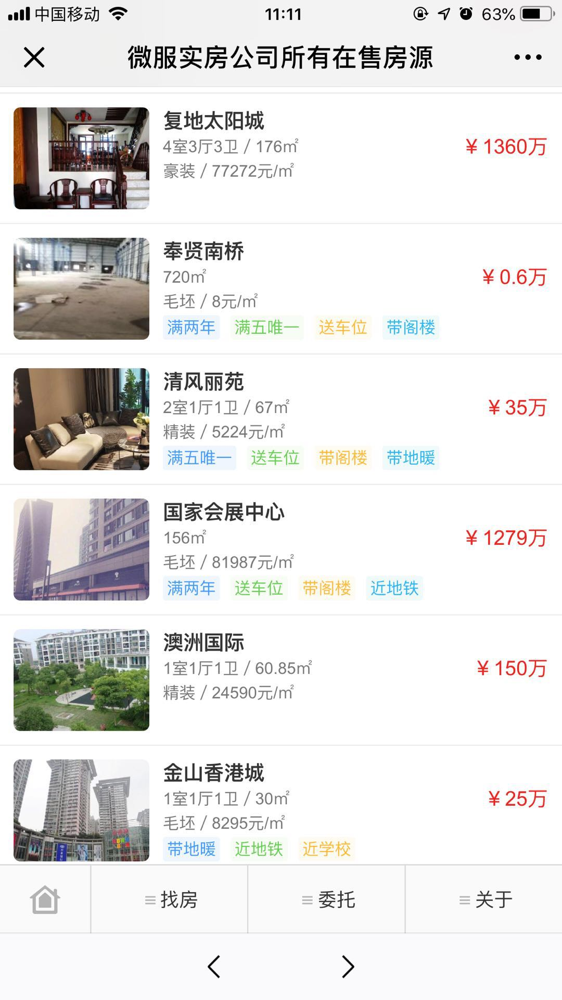 中国移动 11:11 63%
微服实房公司所有在售房源
复地太阳城
4室3厅3卫 / 176㎡
¥ 1360万
豪装 / 77272元/㎡
奉贤南桥
720㎡
¥ 0.6万
毛坯 / 8元/㎡
满两年 满五唯一 送车位 带阁楼
清风丽苑
2室1厅1卫 / 67㎡
¥ 35万
精装 / 5224元/㎡
满五唯一 送车位 带阁楼 带地暖
国家会展中心
156㎡
¥ 1279万
毛坯 / 81987元/㎡
满两年 送车位 带阁楼 近地铁
澳洲国际
1室1厅1卫 / 60.85㎡
¥ 150万
精装 / 24590元/㎡
金山香港城
1室1厅1卫 / 30㎡
¥ 25万
毛坯 / 8295元/㎡
带地暖 近地铁 近学校
找房 委托 关于